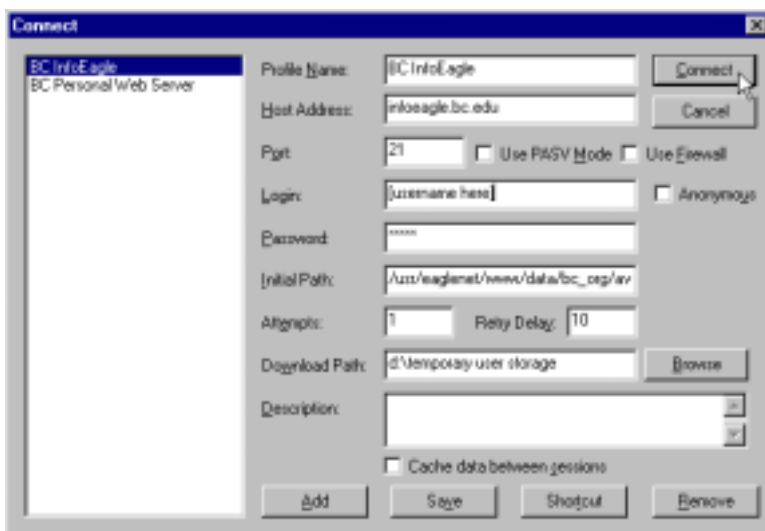 Connect
BC InfoEagle
BC Personal Web Server
Profile Name: BC InfoEagle
Connect
Host Address: infoeagle.bc.edu
Cancel
Port 21 Use PASV Mode Use Firewall
Login: [username here] Anonymous
Password: *****
Initial Path: /usr/eaglenet/www/data/bc_org/av
Attempts: 1 Retry Delay: 10
Download Path: d:\temporary user storage Browse
Description:
Cache data between sessions
Add Save Shortcut Remove